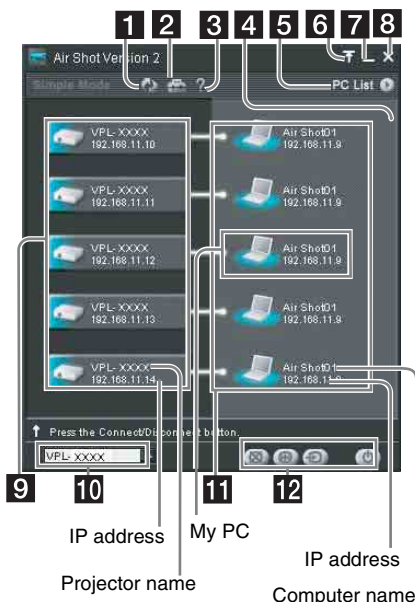 1 2 3 4 5 6 7 8
Air Shot Version 2
Simple Mode ? PC List
VPL-XXXX Air Shot01
192.168.11.10 192.168.11.9
VPL-XXXX Air Shot01
192.168.11.11 192.168.11.9
VPL-XXXX Air Shot01
192.168.11.12 192.168.11.9
VPL-XXXX Air Shot01
192.168.11.13 192.168.11.9
VPL-XXXX Air Shot01
192.168.11.14 192.168.11.9
Press the Connect/Disconnect button.
VPL-XXXX
9 10 11 12
IP address My PC IP address
Projector name Computer name